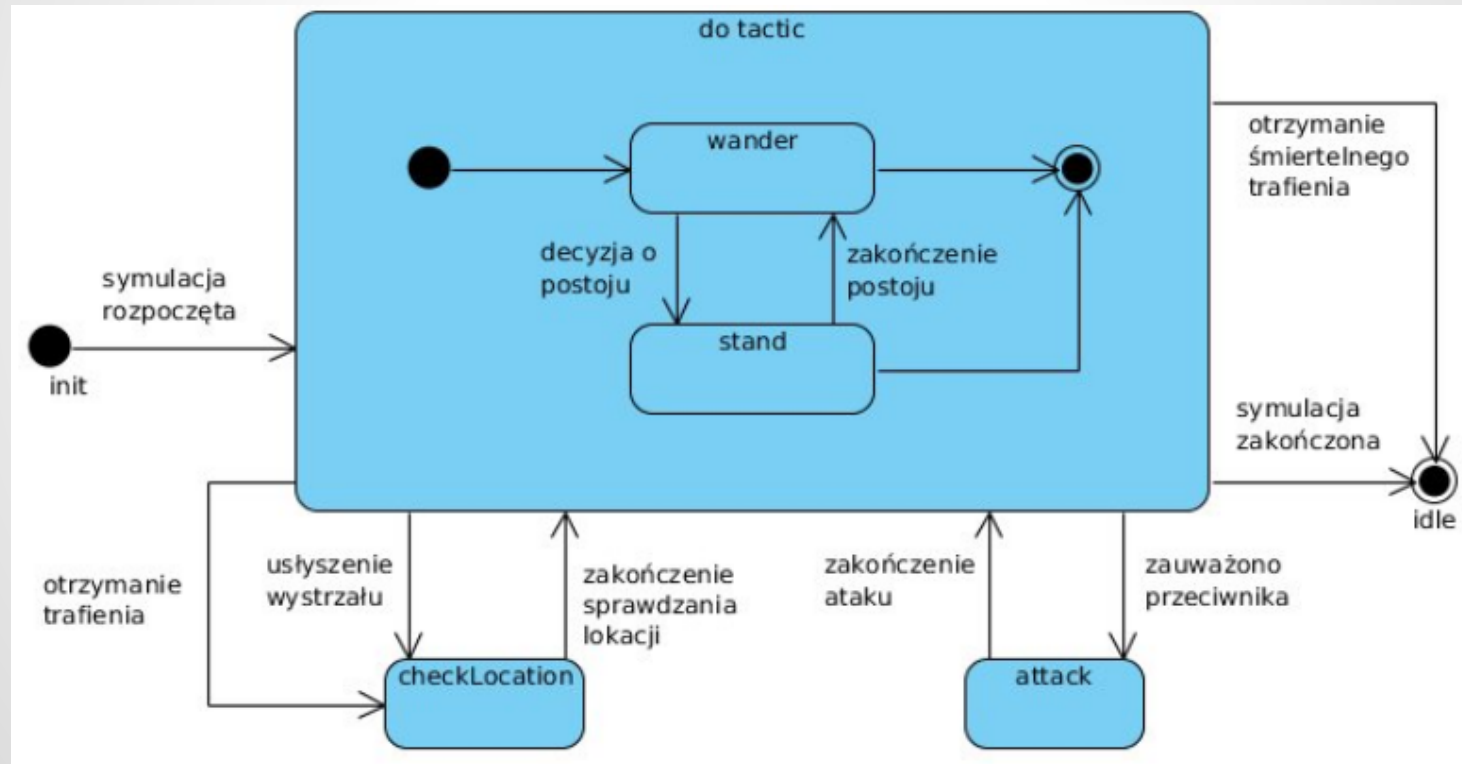 do tactic
wander
otrzymanie
śmiertelnego
trafienia
decyzja o
postoju
zakończenie
postoju
symulacja
rozpoczęta
stand
init
symulacja
zakończona
idle
otrzymanie
trafienia
usłyszenie
wystrzału
zakończenie
sprawdzania
lokacji
zakończenie
ataku
zauważono
przeciwnika
checkLocation
attack